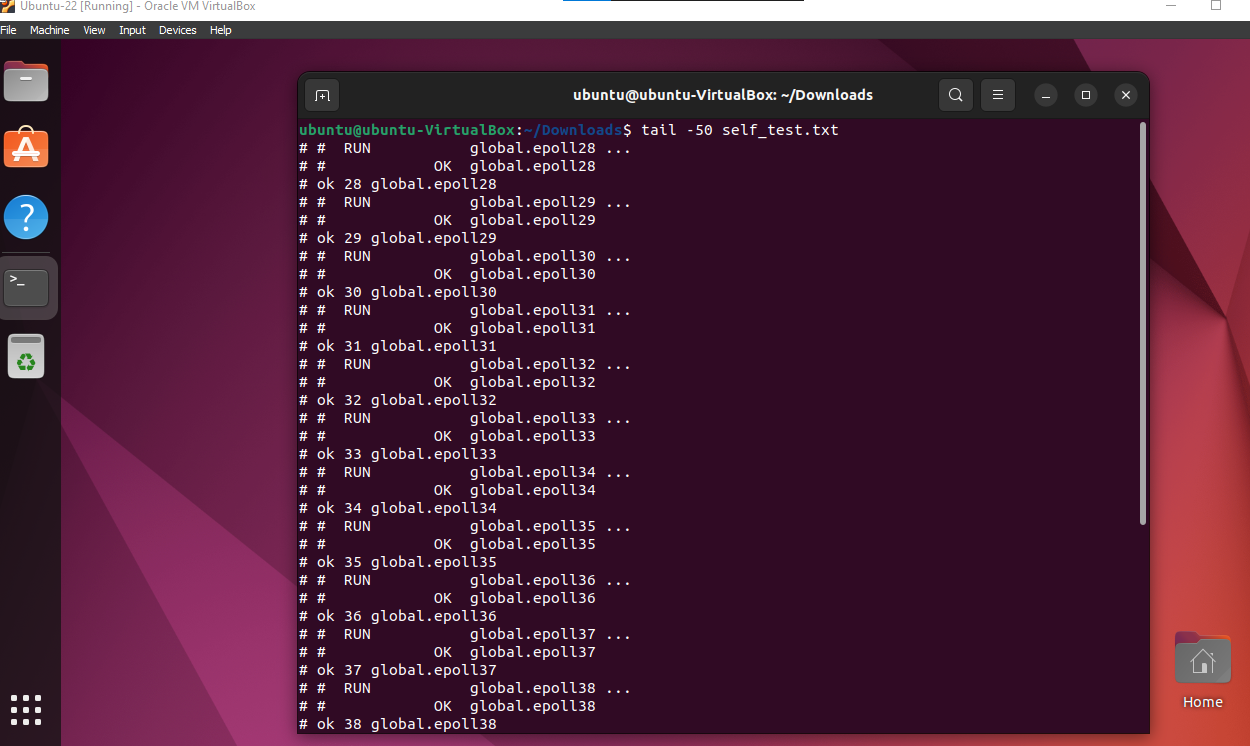 Ubuntu-22 [Running] - Oracle VM VirtualBox
File Machine View Input Devices Help
ubuntu@ubuntu-VirtualBox: ~/Downloads
ubuntu@ubuntu-VirtualBox:~/Downloads$ tail -50 self_test.txt
# #  RUN           global.epoll28 ...
# #            OK  global.epoll28
# ok 28 global.epoll28
# #  RUN           global.epoll29 ...
# #            OK  global.epoll29
# ok 29 global.epoll29
# #  RUN           global.epoll30 ...
# #            OK  global.epoll30
# ok 30 global.epoll30
# #  RUN           global.epoll31 ...
# #            OK  global.epoll31
# ok 31 global.epoll31
# #  RUN           global.epoll32 ...
# #            OK  global.epoll32
# ok 32 global.epoll32
# #  RUN           global.epoll33 ...
# #            OK  global.epoll33
# ok 33 global.epoll33
# #  RUN           global.epoll34 ...
# #            OK  global.epoll34
# ok 34 global.epoll34
# #  RUN           global.epoll35 ...
# #            OK  global.epoll35
# ok 35 global.epoll35
# #  RUN           global.epoll36 ...
# #            OK  global.epoll36
# ok 36 global.epoll36
# #  RUN           global.epoll37 ...
# #            OK  global.epoll37
# ok 37 global.epoll37
# #  RUN           global.epoll38 ...
# #            OK  global.epoll38
# ok 38 global.epoll38
Home